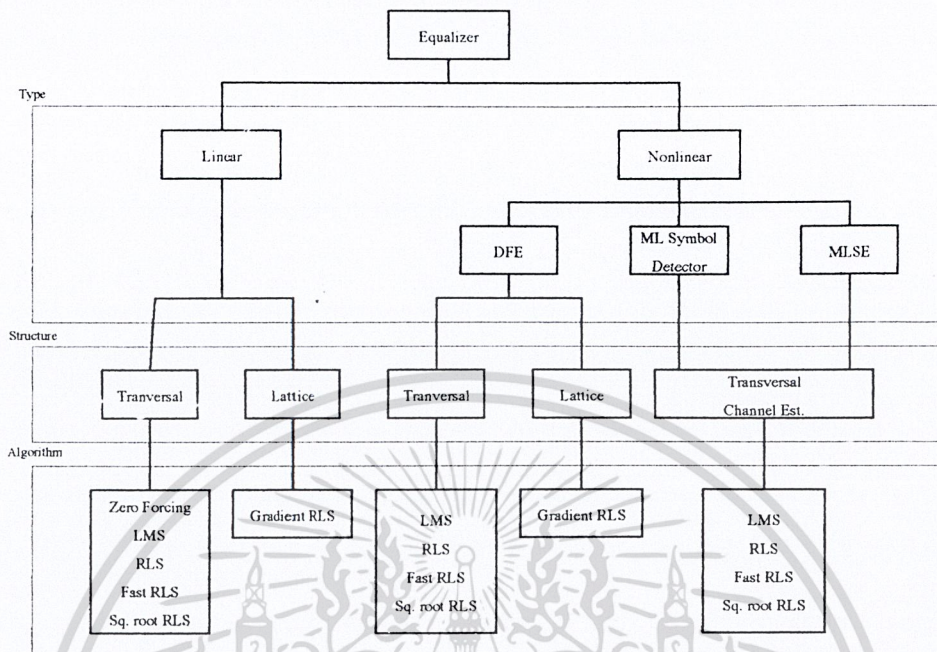 Equalizer
Type
Linear
Nonlinear
DFE
ML Symbol
Detector
MLSE
Structure
Tranversal
Lattice
Tranversal
Lattice
Transversal
Channel Est.
Algorithm
Zero Forcing
LMS
RLS
Fast RLS
Sq. root RLS
Gradient RLS
LMS
RLS
Fast RLS
Sq. root RLS
Gradient RLS
LMS
RLS
Fast RLS
Sq. root RLS